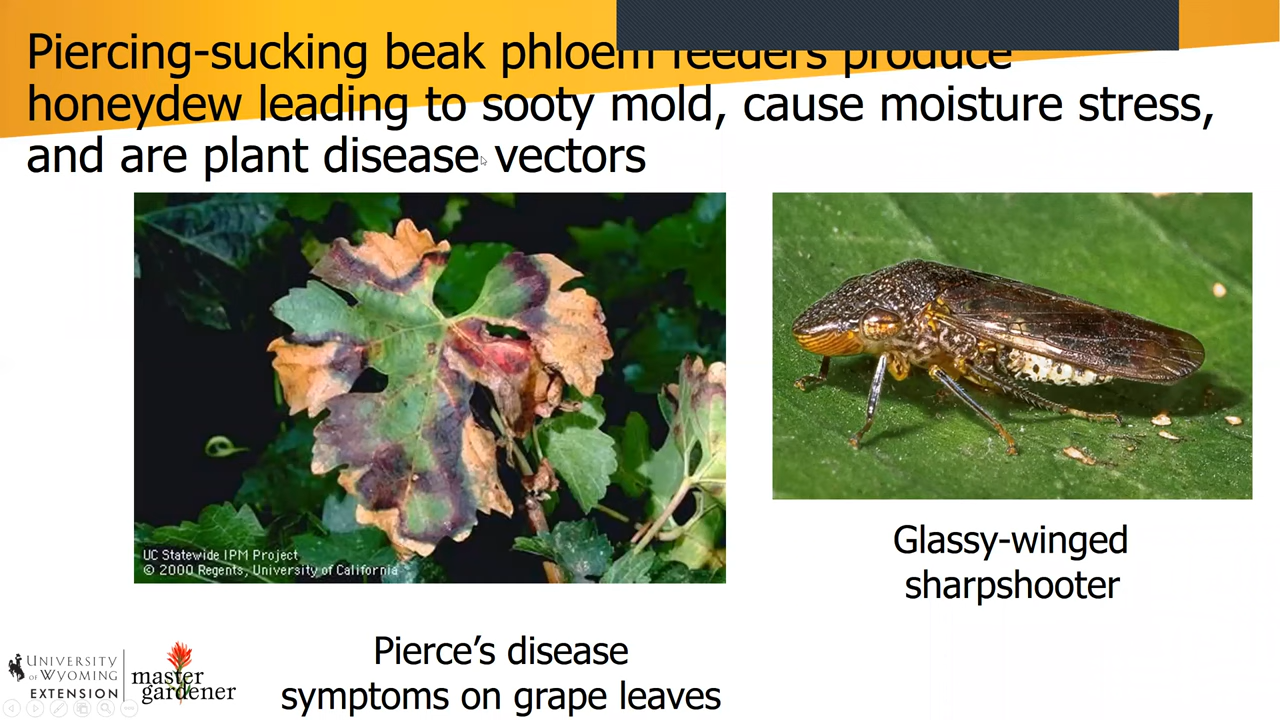 Piercing-sucking beak phloem feeders produce
honeydew leading to sooty mold, cause moisture stress,
and are plant disease vectors
UC Statewide IPM Project
© 2000 Regents, University of California
Glassy-winged
sharpshooter
Pierce’s disease
symptoms on grape leaves
UNIVERSITY
OF WYOMING
EXTENSION
master
gardener